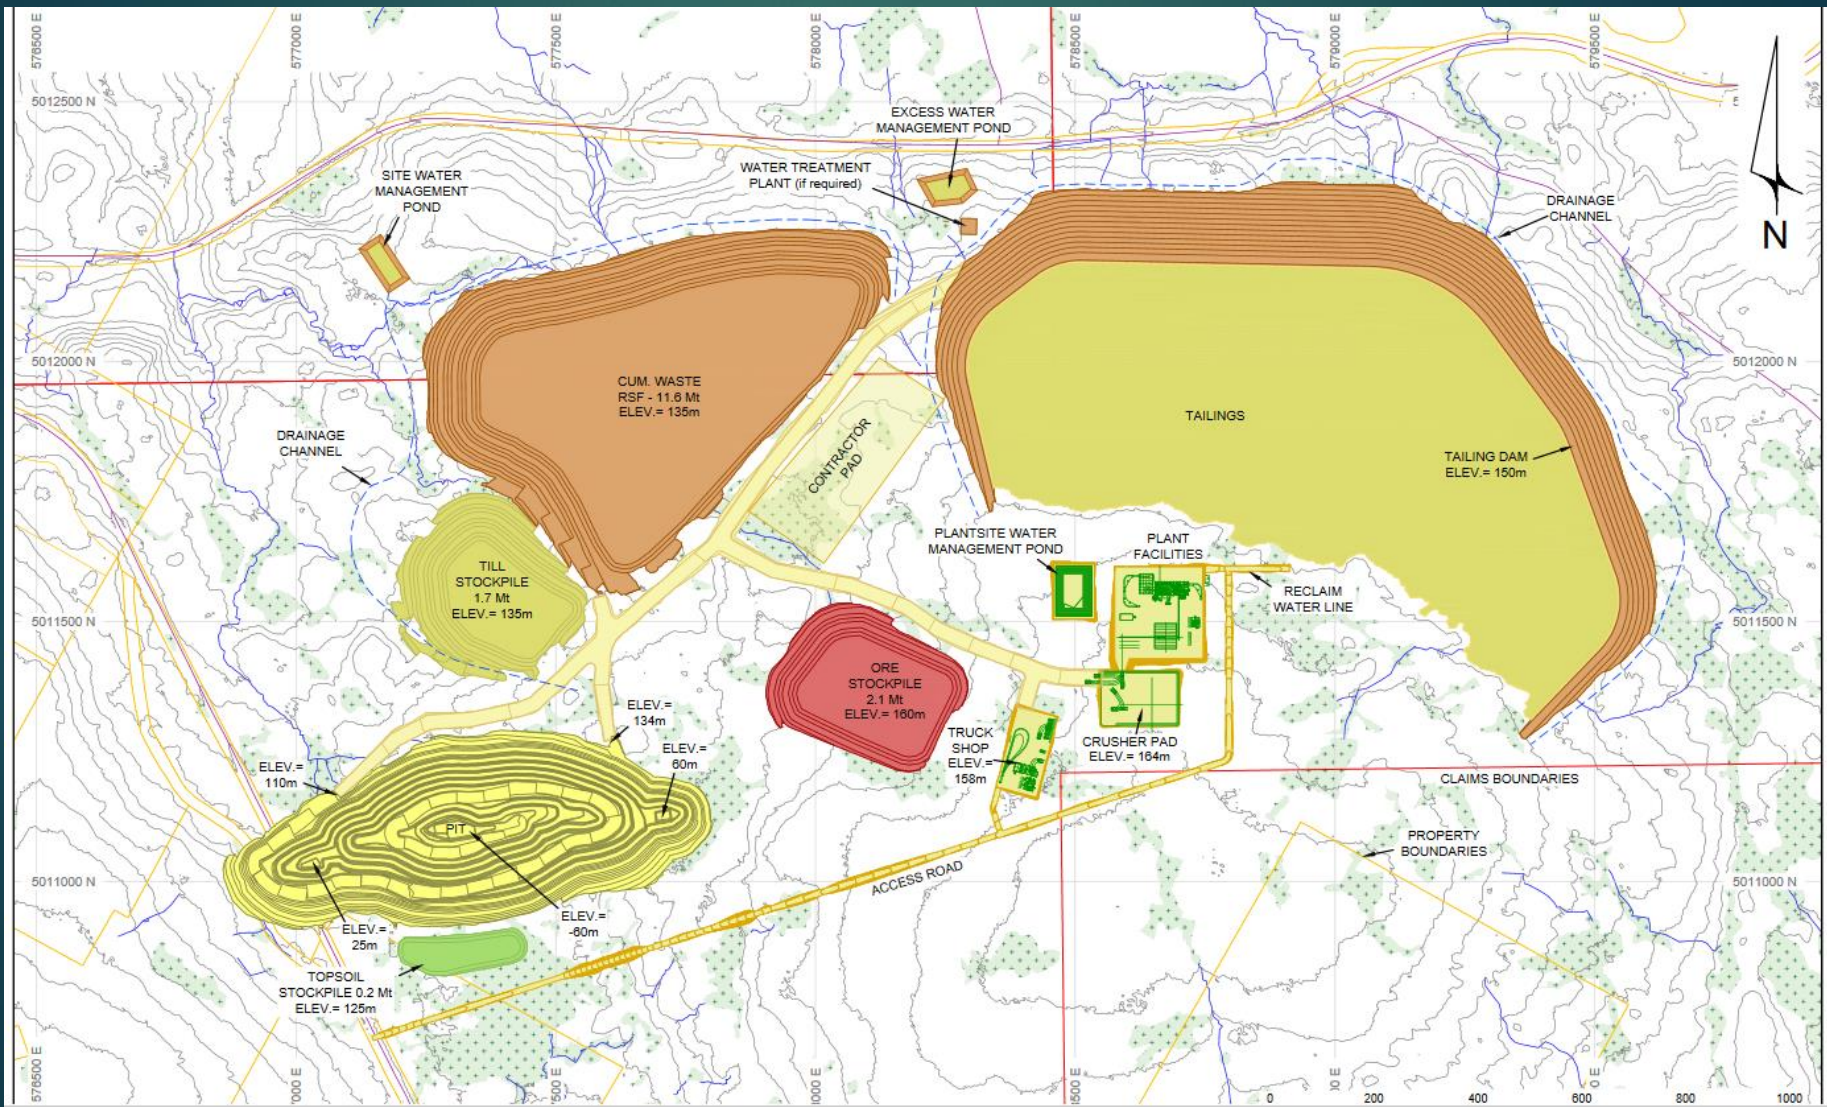 576500 E
577000 E
577500 E
578000 E
578500 E
579000 E
579500 E
5012500 N
EXCESS WATER
MANAGEMENT POND
WATER TREATMENT
PLANT (if required)
SITE WATER
MANAGEMENT
POND
DRAINAGE
CHANNEL
N
5012000 N
5012000 N
CUM. WASTE
RSF - 11.6 Mt
ELEV.= 135m
TAILINGS
DRAINAGE
CHANNEL
CONTRACTOR
PAD
TAILING DAM
ELEV.= 150m
PLANTSITE WATER
MANAGEMENT POND
PLANT
FACILITIES
TILL
STOCKPILE
1.7 Mt
ELEV.= 135m
RECLAIM
WATER LINE
5011500 N
5011500 N
ORE
STOCKPILE
2.1 Mt
ELEV.= 160m
ELEV.=
134m
TRUCK
SHOP
ELEV.=
158m
CRUSHER PAD
ELEV.= 164m
ELEV.=
60m
ELEV.=
110m
CLAIMS BOUNDARIES
PIT
PROPERTY
BOUNDARIES
ACCESS ROAD
5011000 N
5011000 N
ELEV.=
-60m
ELEV.=
25m
TOPSOIL
STOCKPILE 0.2 Mt
ELEV.= 125m
576500 E
0 200 400 600 800 1000